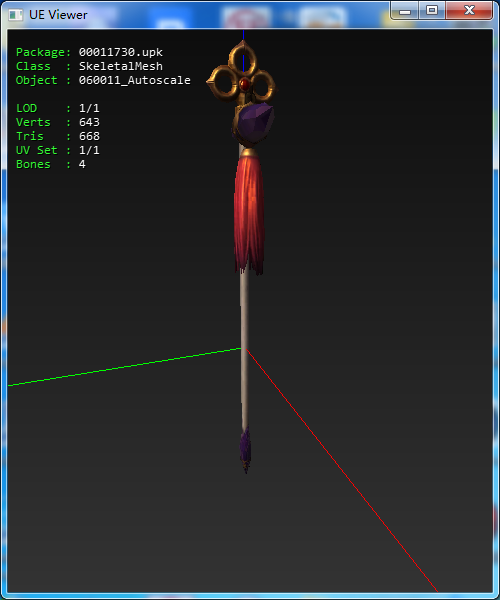 UE Viewer
Package: 00011730.upk
Class : SkeletalMesh
Object : 060011_Autoscale
LOD : 1/1
Verts : 643
Tris : 668
UV Set : 1/1
Bones : 4